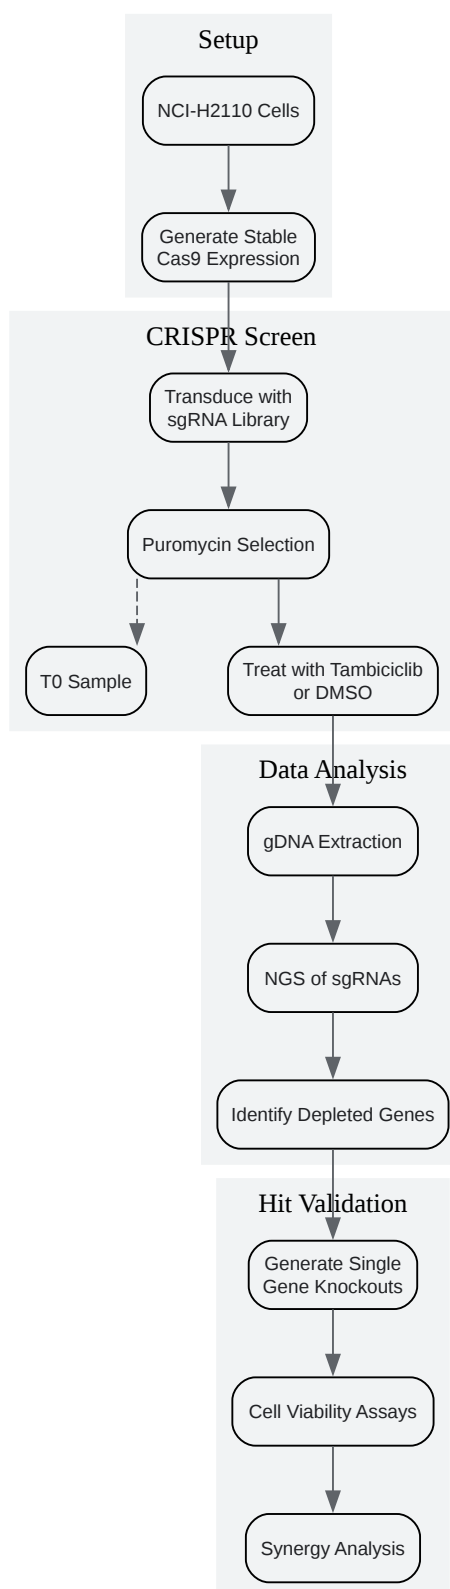 Setup
NCI-H2110 Cells
Generate Stable
Cas9 Expression
CRISPR Screen
Transduce with
sgRNA Library
Puromycin Selection
T0 Sample
Treat with Tambiciclib
or DMSO
Data Analysis
gDNA Extraction
NGS of sgRNAs
Identify Depleted Genes
Hit Validation
Generate Single
Gene Knockouts
Cell Viability Assays
Synergy Analysis